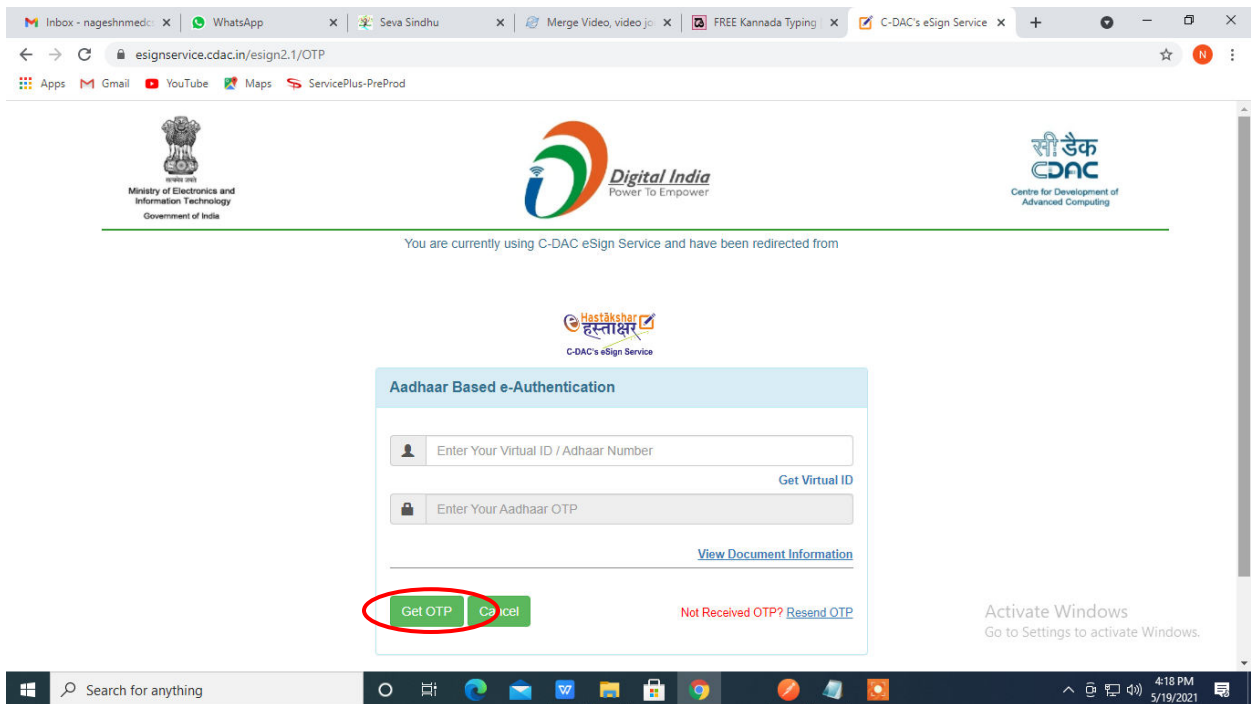 Inbox - nageshnmedc
WhatsApp
Seva Sindhu
Merge Video, video jo
FREE Kannada Typing
C-DAC's eSign Service
esignservice.cdac.in/esign2.1/OTP
N
Apps
Gmail
YouTube
Maps
ServicePlus-PreProd
सत्यमेव जयते
Ministry of Electronics and
Information Technology
Government of India
Digital India
Power To Empower
सी डैक
CDAC
Centre for Development of
Advanced Computing
You are currently using C-DAC eSign Service and have been redirected from
e Hastākshar
हस्ताक्षर
C-DAC's eSign Service
Aadhaar Based e-Authentication
Enter Your Virtual ID / Adhaar Number
Get Virtual ID
Enter Your Aadhaar OTP
View Document Information
Get OTP
Cancel
Not Received OTP? Resend OTP
Activate Windows
Go to Settings to activate Windows.
Search for anything
4:18 PM
5/19/2021